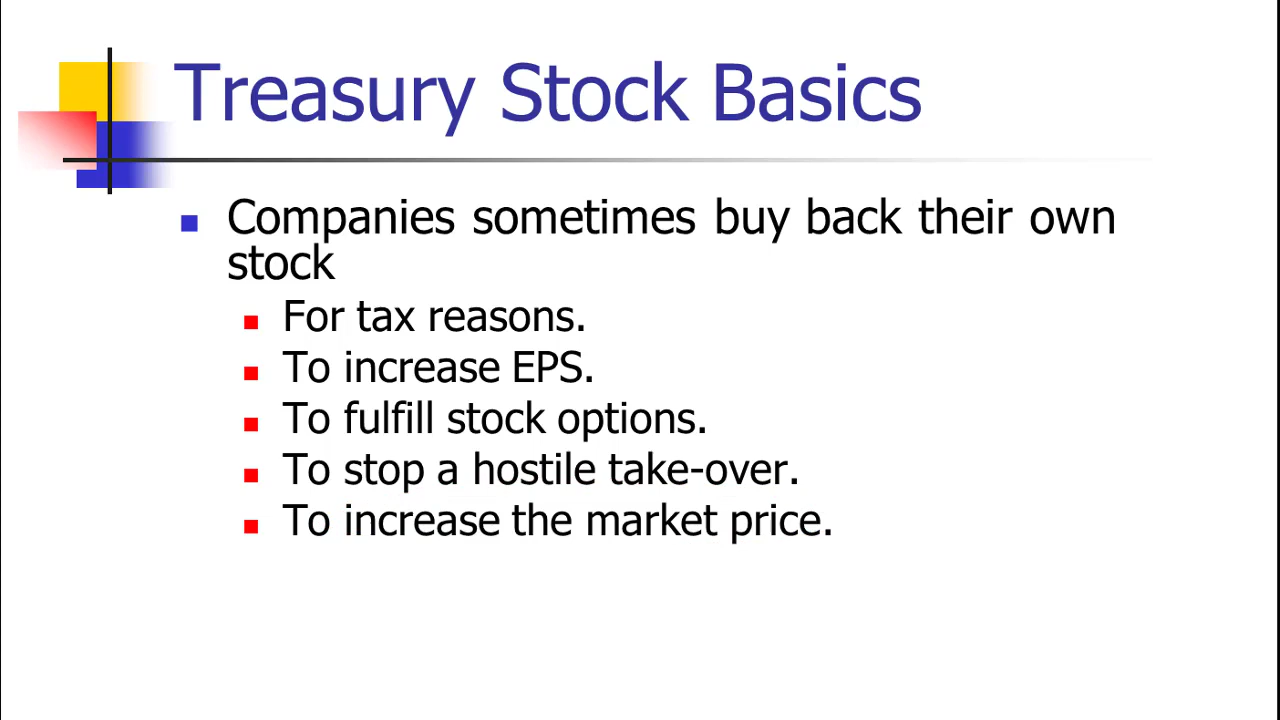 Treasury Stock Basics
Companies sometimes buy back their own
stock
For tax reasons.
To increase EPS.
To fulfill stock options.
To stop a hostile take-over.
To increase the market price.